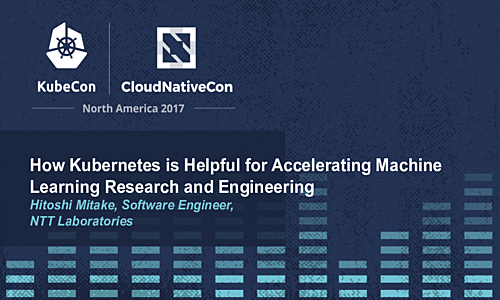 KubeCon
CloudNativeCon
North America 2017
How Kubernetes is Helpful for Accelerating Machine
Learning Research and Engineering
Hitoshi Mitake, Software Engineer,
NTT Laboratories